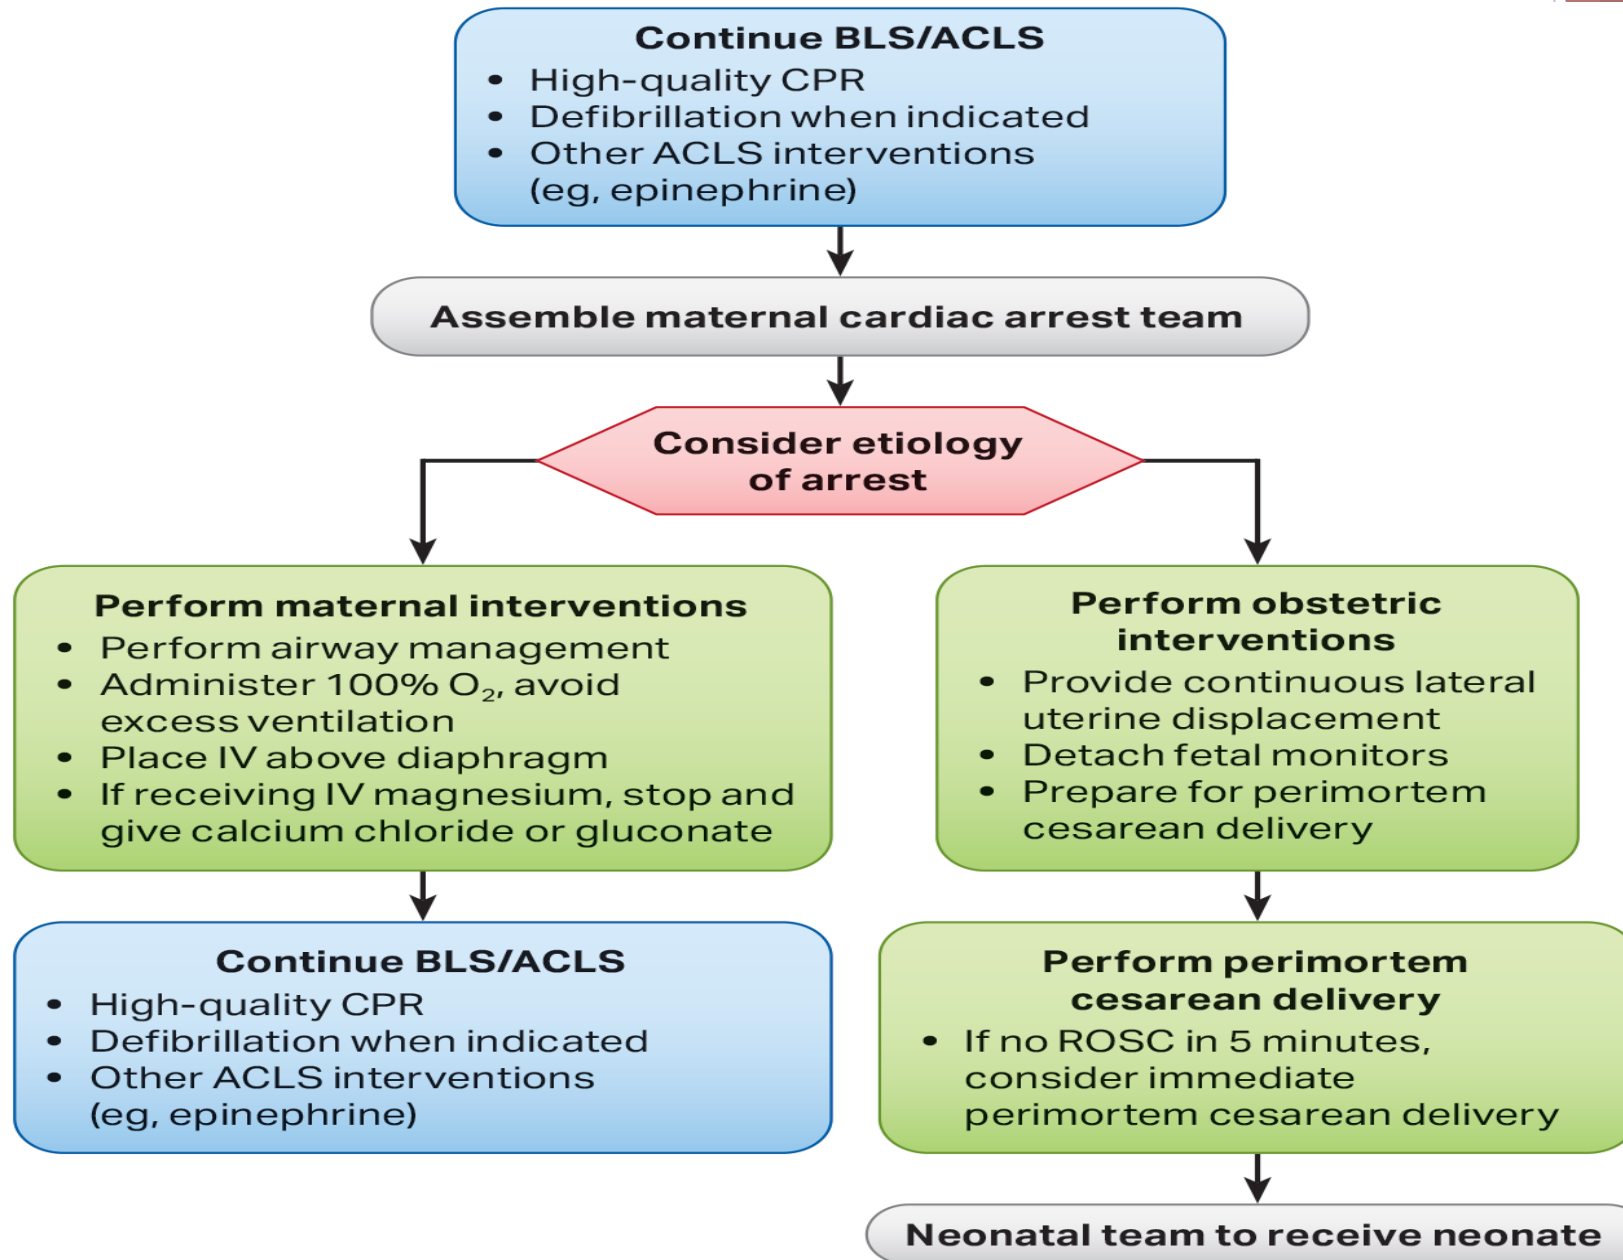 Continue BLS/ACLS
• High-quality CPR
• Defibrillation when indicated
• Other ACLS interventions
(eg, epinephrine)
Assemble maternal cardiac arrest team
Consider etiology
of arrest
Perform maternal interventions
• Perform airway management
• Administer 100% O₂, avoid
excess ventilation
• Place IV above diaphragm
• If receiving IV magnesium, stop and
give calcium chloride or gluconate
Continue BLS/ACLS
• High-quality CPR
• Defibrillation when indicated
• Other ACLS interventions
(eg, epinephrine)
Perform obstetric
interventions
• Provide continuous lateral
uterine displacement
• Detach fetal monitors
• Prepare for perimortem
cesarean delivery
Perform perimortem
cesarean delivery
• If no ROSC in 5 minutes,
consider immediate
perimortem cesarean delivery
Neonatal team to receive neonate